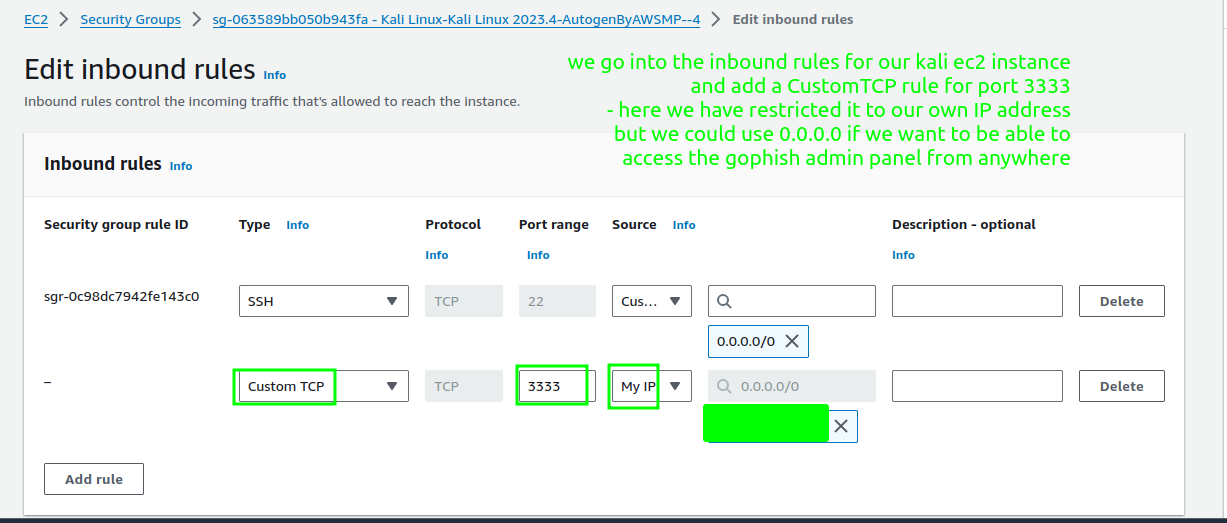 EC2 > Security Groups > sg-063589bb050b943fa - Kali Linux-Kali Linux 2023.4-AutogenByAWSMP--4 > Edit inbound rules
Edit inbound rules Info
Inbound rules control the incoming traffic that's allowed to reach the instance.
we go into the inbound rules for our kali ec2 instance
and add a CustomTCP rule for port 3333
- here we have restricted it to our own IP address
but we could use 0.0.0.0 if we want to be able to
access the gophish admin panel from anywhere
Inbound rules Info
Security group rule ID Type Info Protocol Port range Source Info Description - optional
Info Info Info
sgr-0c98dc7942fe143c0 SSH TCP 22 Cus... Delete
0.0.0.0/0
– Custom TCP TCP 3333 My IP 0.0.0.0/0 Delete
Add rule